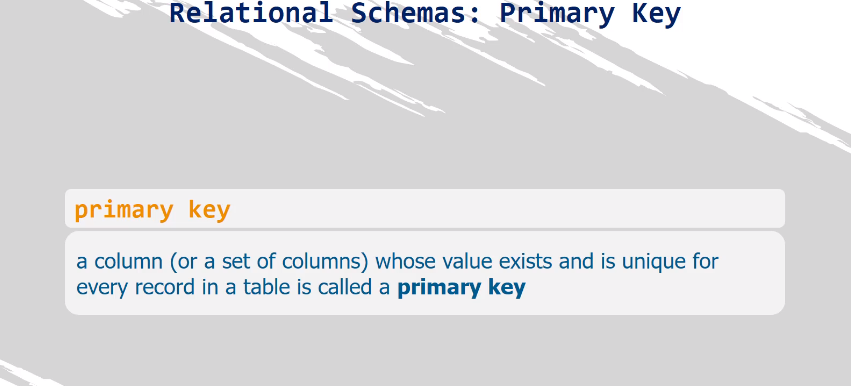 Relational Schemas: Primary Key
primary key
a column (or a set of columns) whose value exists and is unique for
every record in a table is called a primary key